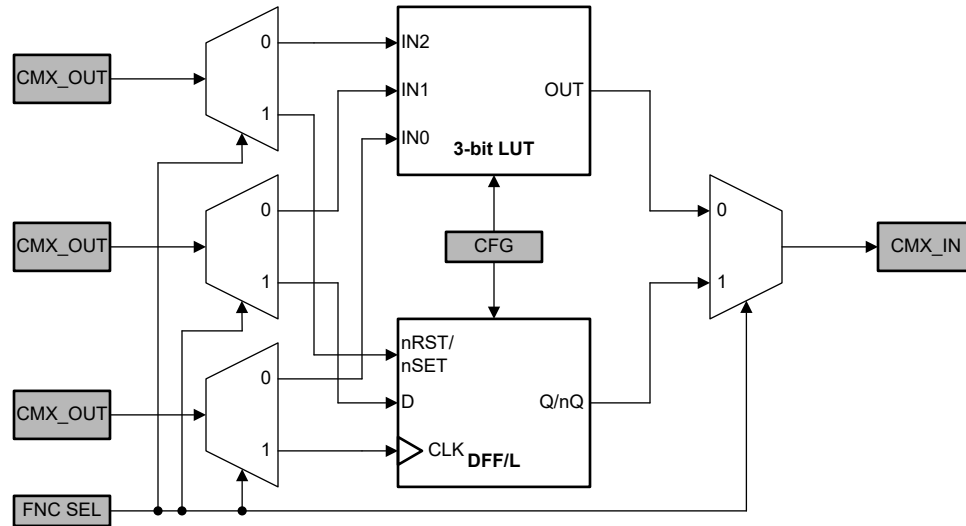 CMX_OUT
0
1
IN2
IN1
IN0
OUT
3-bit LUT
CMX_OUT
0
1
CFG
0
1
CMX_IN
CMX_OUT
0
1
nRST/
nSET
D
CLK
Q/nQ
DFF/L
FNC SEL